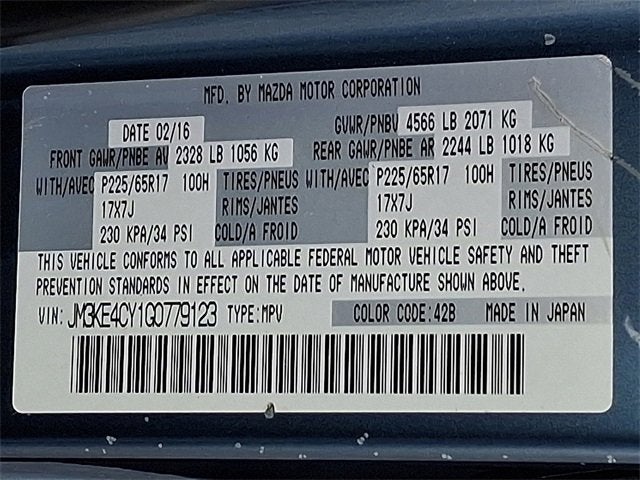 MFD. BY MAZDA MOTOR CORPORATION
DATE 02/16 GVWR/PNBV 4566 LB 2071 KG
FRONT GAWR/PNBE AV 2328 LB 1056 KG REAR GAWR/PNBE AR 2244 LB 1018 KG
WITH/AVEC P225/65R17 100H TIRES/PNEUS WITH/AVEC P225/65R17 100H TIRES/PNEUS
17X7J RIMS/JANTES 17X7J RIMS/JANTES
230 KPA/34 PSI COLD/A FROID 230 KPA/34 PSI COLD/A FROID
THIS VEHICLE CONFORMS TO ALL APPLICABLE FEDERAL MOTOR VEHICLE SAFETY AND THEFT
PREVENTION STANDARDS IN EFFECT ON THE DATE OF MANUFACTURE SHOWN ABOVE.
VIN: JM3KE4CY1G0779123 TYPE:MPV COLOR CODE:42B MADE IN JAPAN